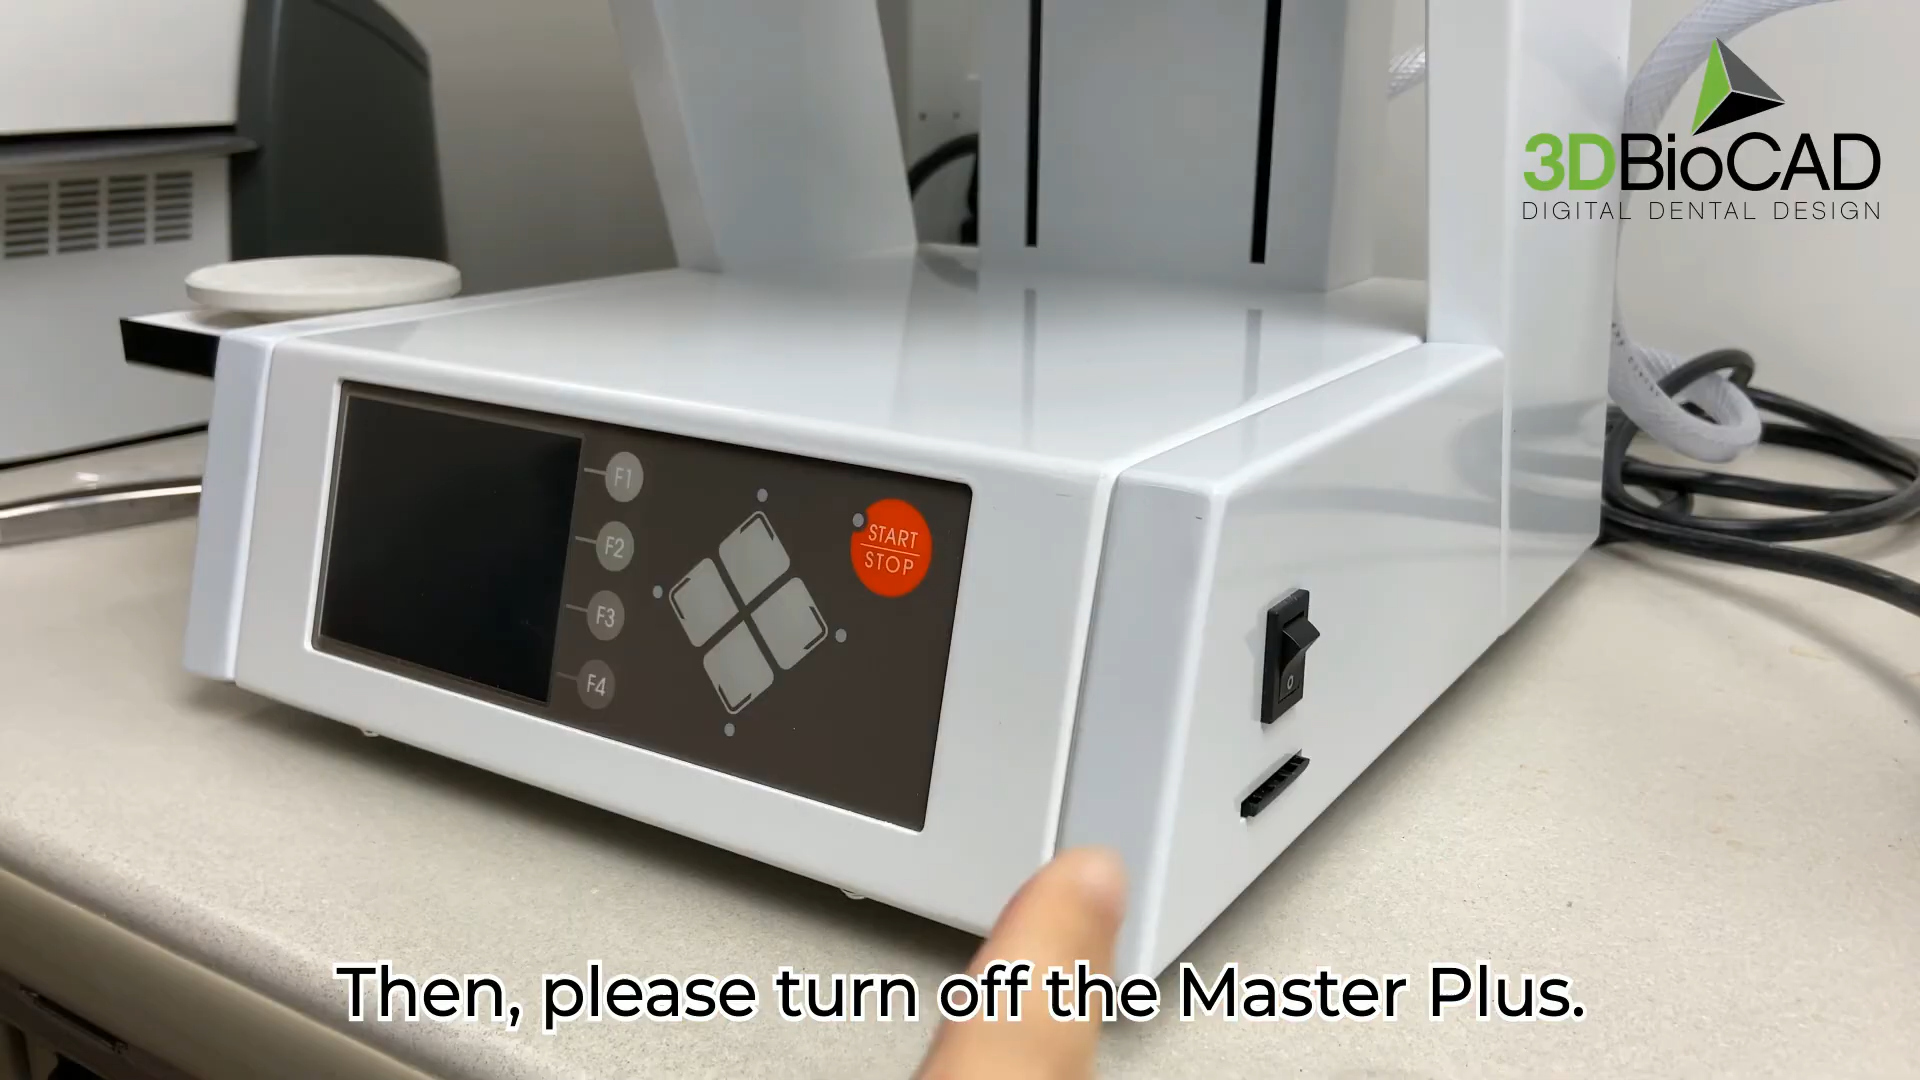 3DBioCAD
DIGITAL DENTAL DESIGN
F1
F2
F3
F4
START
STOP
O
Then, please turn off the Master Plus.